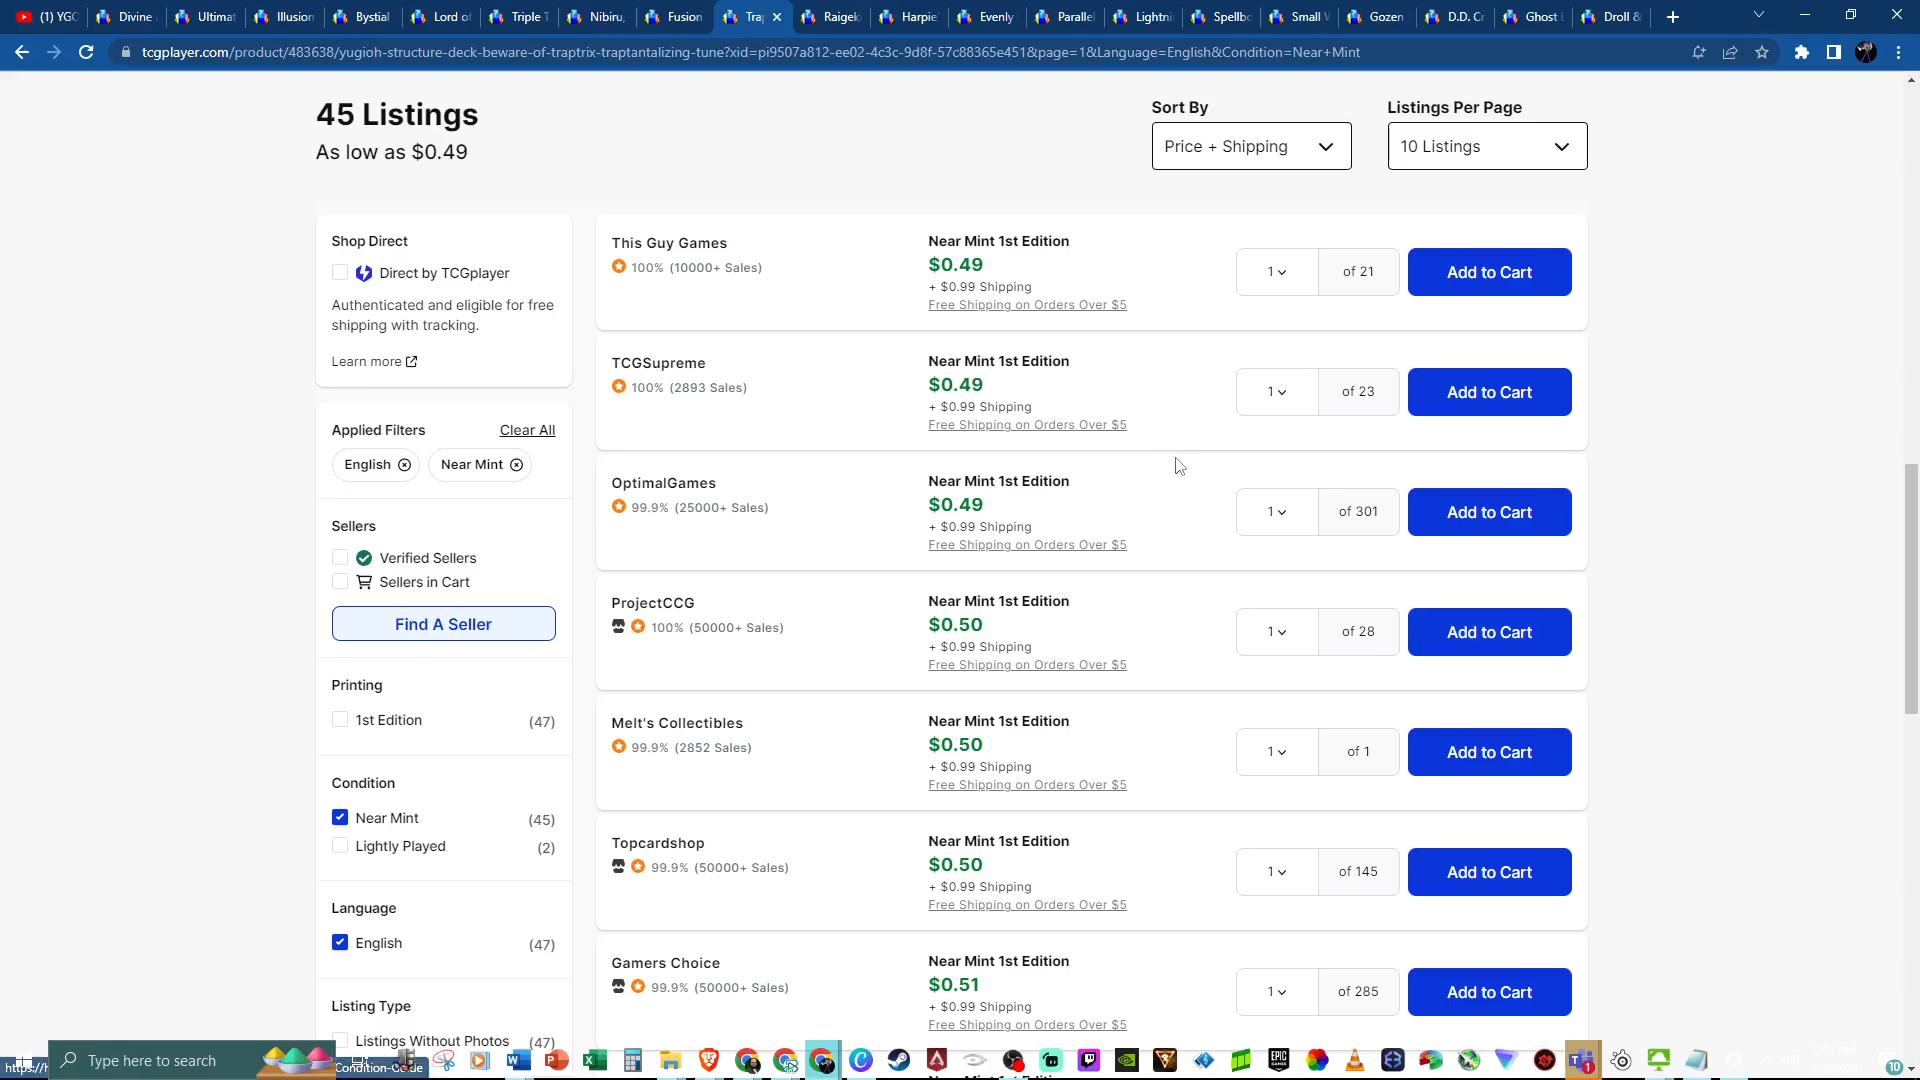 (1) YGO
Divine
Ultimat
Illusion
Bystial
Lord of
Triple T
Nibiru,
Fusion
Trap
Raigeki
Harpie'
Evenly
Parallel
Lightni
Spellbo
Small W
Gozen
D.D. Cr
Ghost
Droll &
tcgplayer.com/product/483638/yugioh-structure-deck-beware-of-traptrix-traptantalizing-tune?xid=pi9507a812-ee02-4c3c-9d8f-57c88365e451&page=1&Language=English&Condition=Near+Mint
45 Listings
As low as $0.49
Sort By
Price + Shipping
Listings Per Page
10 Listings
Shop Direct
Direct by TCGplayer
Authenticated and eligible for free
shipping with tracking.
Learn more
Applied Filters
Clear All
English
Near Mint
Sellers
Verified Sellers
Sellers in Cart
Find A Seller
Printing
1st Edition (47)
Condition
Near Mint (45)
Lightly Played (2)
Language
English (47)
Listing Type
Listings Without Photos (47)
This Guy Games
100% (10000+ Sales)
Near Mint 1st Edition
$0.49
+ $0.99 Shipping
Free Shipping on Orders Over $5
1 of 21
Add to Cart
TCGSupreme
100% (2893 Sales)
Near Mint 1st Edition
$0.49
+ $0.99 Shipping
Free Shipping on Orders Over $5
1 of 23
Add to Cart
OptimalGames
99.9% (25000+ Sales)
Near Mint 1st Edition
$0.49
+ $0.99 Shipping
Free Shipping on Orders Over $5
1 of 301
Add to Cart
ProjectCCG
100% (50000+ Sales)
Near Mint 1st Edition
$0.50
+ $0.99 Shipping
Free Shipping on Orders Over $5
1 of 28
Add to Cart
Melt's Collectibles
99.9% (2852 Sales)
Near Mint 1st Edition
$0.50
+ $0.99 Shipping
Free Shipping on Orders Over $5
1 of 1
Add to Cart
Topcardshop
99.9% (50000+ Sales)
Near Mint 1st Edition
$0.50
+ $0.99 Shipping
Free Shipping on Orders Over $5
1 of 145
Add to Cart
Gamers Choice
99.9% (50000+ Sales)
Near Mint 1st Edition
$0.51
+ $0.99 Shipping
Free Shipping on Orders Over $5
1 of 285
Add to Cart
Type here to search